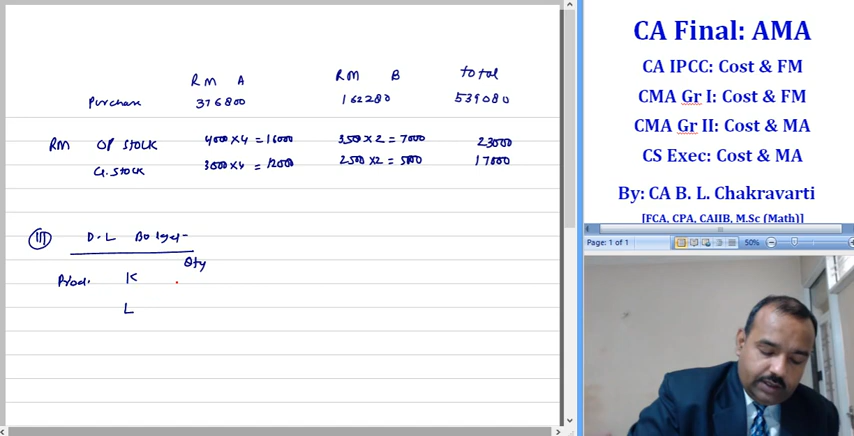 RM A RM B total
Purchase 376800 162280 539080
RM OP STOCK 4000 x 4 = 16000 3500 x 2 = 7000 23000
Cl. STOCK 3000 x 4 = 12000 2500 x 2 = 5000 17000
III D.L Budget
Qty
Prod. K
L
CA Final: AMA
CA IPCC: Cost & FM
CMA Gr I: Cost & FM
CMA Gr II: Cost & MA
CS Exec: Cost & MA
By: CA B. L. Chakravarti
[FCA, CPA, CAIIB, M.Sc (Math)]
Page: 1 of 1 50%